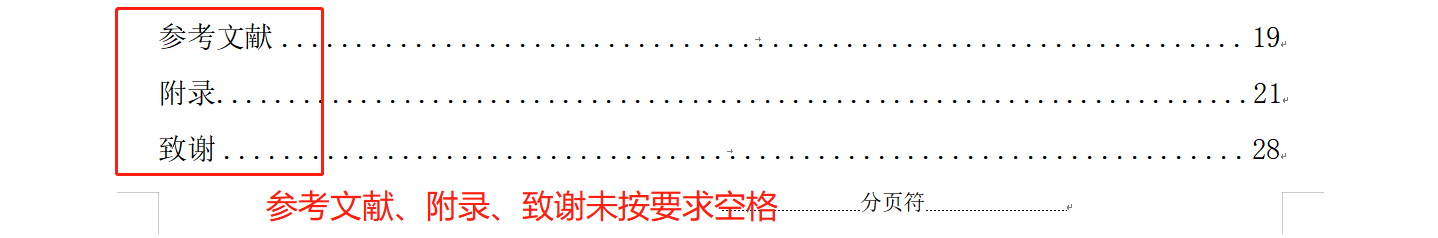 参考文献......................................................................19
附录..........................................................................21
致谢..........................................................................28
参考文献、附录、致谢未按要求空格
分页符